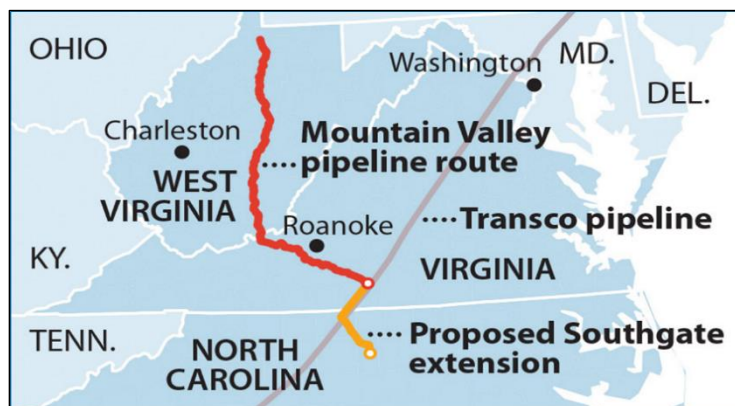 OHIO
Washington
MD.
DEL.
Charleston
Mountain Valley
pipeline route
WEST
VIRGINIA
Roanoke
Transco pipeline
KY.
VIRGINIA
TENN.
NORTH
CAROLINA
Proposed Southgate
extension